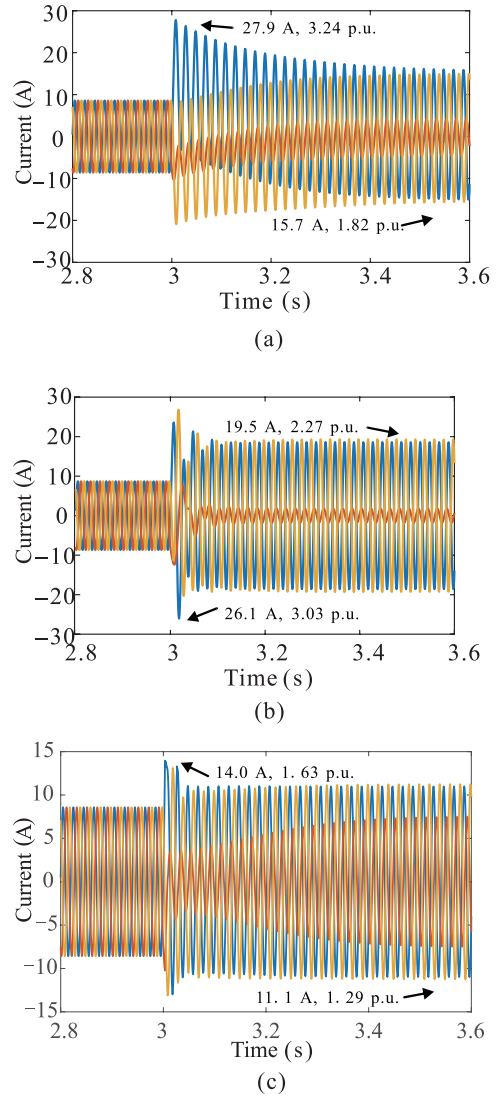 30
20
10
0
−10
−20
−30
Current (A)
27.9 A, 3.24 p.u.
15.7 A, 1.82 p.u.
2.8 3 3.2 3.4 3.6
Time (s)
(a)
30
20
10
0
−10
−20
−30
Current (A)
19.5 A, 2.27 p.u.
26.1 A, 3.03 p.u.
2.8 3 3.2 3.4 3.6
Time (s)
(b)
15
10
5
0
−5
−10
−15
Current (A)
14.0 A, 1.63 p.u.
11.1 A, 1.29 p.u.
2.8 3 3.2 3.4 3.6
Time (s)
(c)